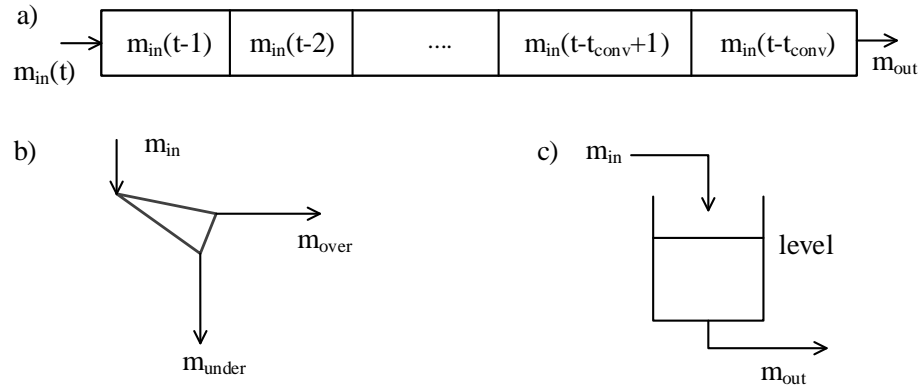 a)
m_in(t)
m_in(t-1) m_in(t-2) .... m_in(t-t_conv+1) m_in(t-t_conv)
m_out
b)
m_in
m_over
m_under
c)
m_in
level
m_out